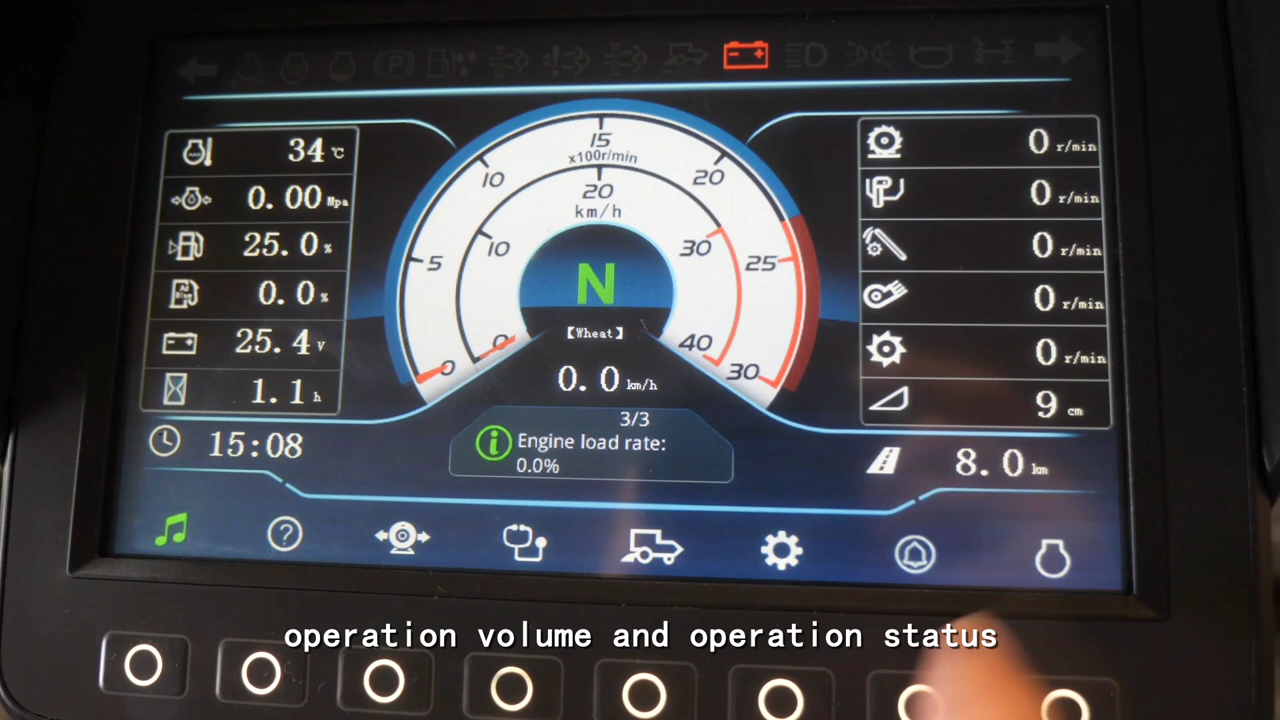 P
34 ℃
0.00 Mpa
25.0 %
0.0 %
25.4 V
1.1 h
15:08
15
x100r/min
10
20
20
km/h
10
30
5
25
N
0
0
40
30
【Wheat】
0.0 km/h
3/3
Engine load rate:
0.0%
0 r/min
0 r/min
0 r/min
0 r/min
0 r/min
9 cm
8.0 km
operation volume and operation status